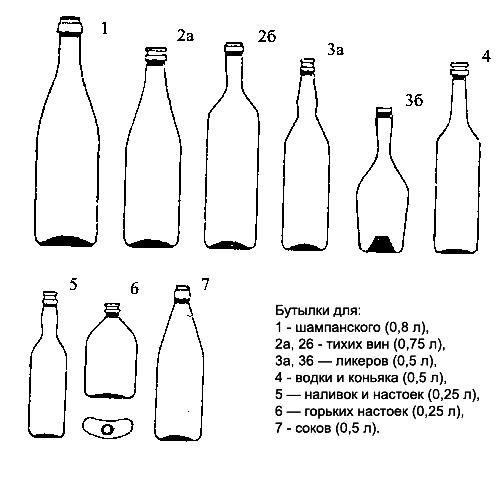 1
2а
2б
3а
3б
4
5
6
7
Бутылки для:
1 - шампанского (0,8 л),
2а, 26 - тихих вин (0,75 л),
3а, 36 — ликеров (0,5 л),
4 - водки и коньяка (0,5 л),
5 — наливок и настоек (0,25 л),
6 — горьких настоек (0,25 л),
7 - соков (0,5 л).